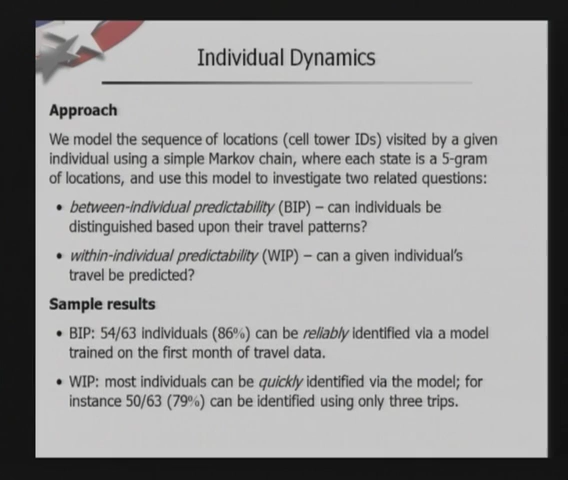 Individual Dynamics
Approach
We model the sequence of locations (cell tower IDs) visited by a given
individual using a simple Markov chain, where each state is a 5-gram
of locations, and use this model to investigate two related questions:
• between-individual predictability (BIP) – can individuals be
distinguished based upon their travel patterns?
• within-individual predictability (WIP) – can a given individual's
travel be predicted?
Sample results
• BIP: 54/63 individuals (86%) can be reliably identified via a model
trained on the first month of travel data.
• WIP: most individuals can be quickly identified via the model; for
instance 50/63 (79%) can be identified using only three trips.